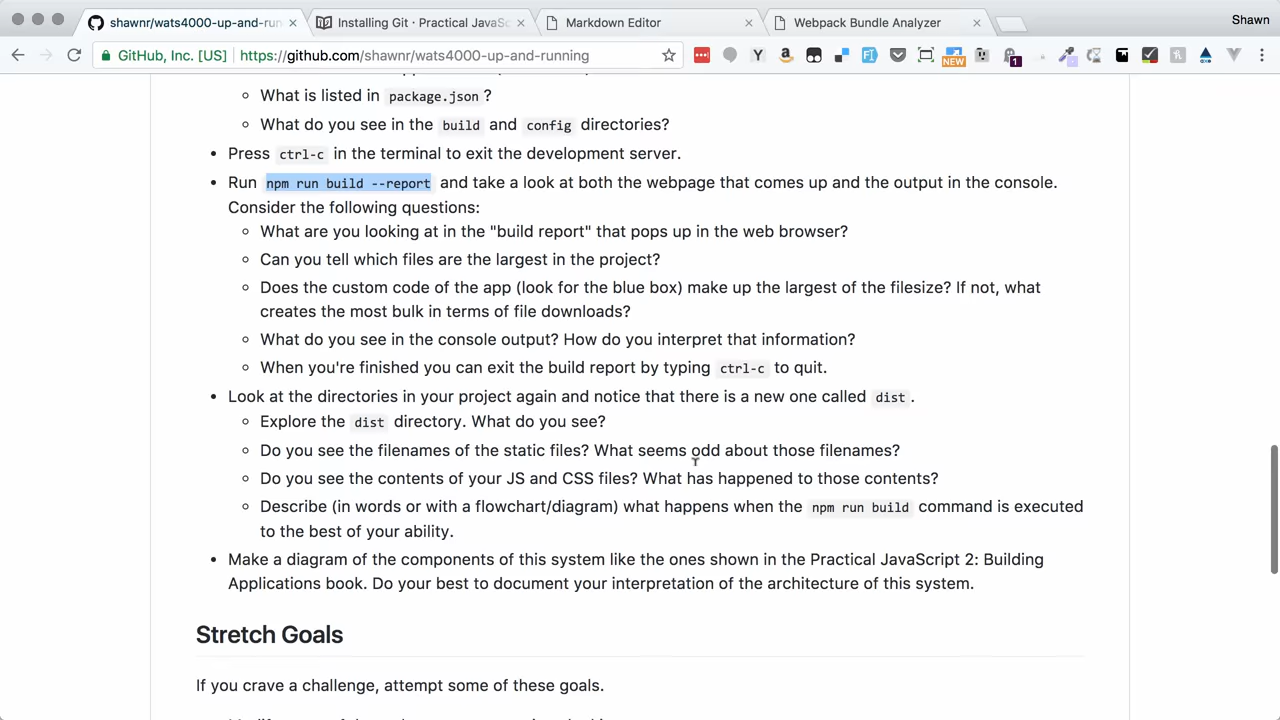 shawnr/wats4000-up-and-run
Installing Git · Practical JavaSc
Markdown Editor
Webpack Bundle Analyzer
Shawn
GitHub, Inc. [US]
https://github.com/shawnr/wats4000-up-and-running
NEW
1
What is listed in package.json?
What do you see in the build and config directories?
Press ctrl-c in the terminal to exit the development server.
Run npm run build --report and take a look at both the webpage that comes up and the output in the console.
Consider the following questions:
What are you looking at in the "build report" that pops up in the web browser?
Can you tell which files are the largest in the project?
Does the custom code of the app (look for the blue box) make up the largest of the filesize? If not, what
creates the most bulk in terms of file downloads?
What do you see in the console output? How do you interpret that information?
When you're finished you can exit the build report by typing ctrl-c to quit.
Look at the directories in your project again and notice that there is a new one called dist.
Explore the dist directory. What do you see?
Do you see the filenames of the static files? What seems odd about those filenames?
Do you see the contents of your JS and CSS files? What has happened to those contents?
Describe (in words or with a flowchart/diagram) what happens when the npm run build command is executed
to the best of your ability.
Make a diagram of the components of this system like the ones shown in the Practical JavaScript 2: Building
Applications book. Do your best to document your interpretation of the architecture of this system.
Stretch Goals
If you crave a challenge, attempt some of these goals.